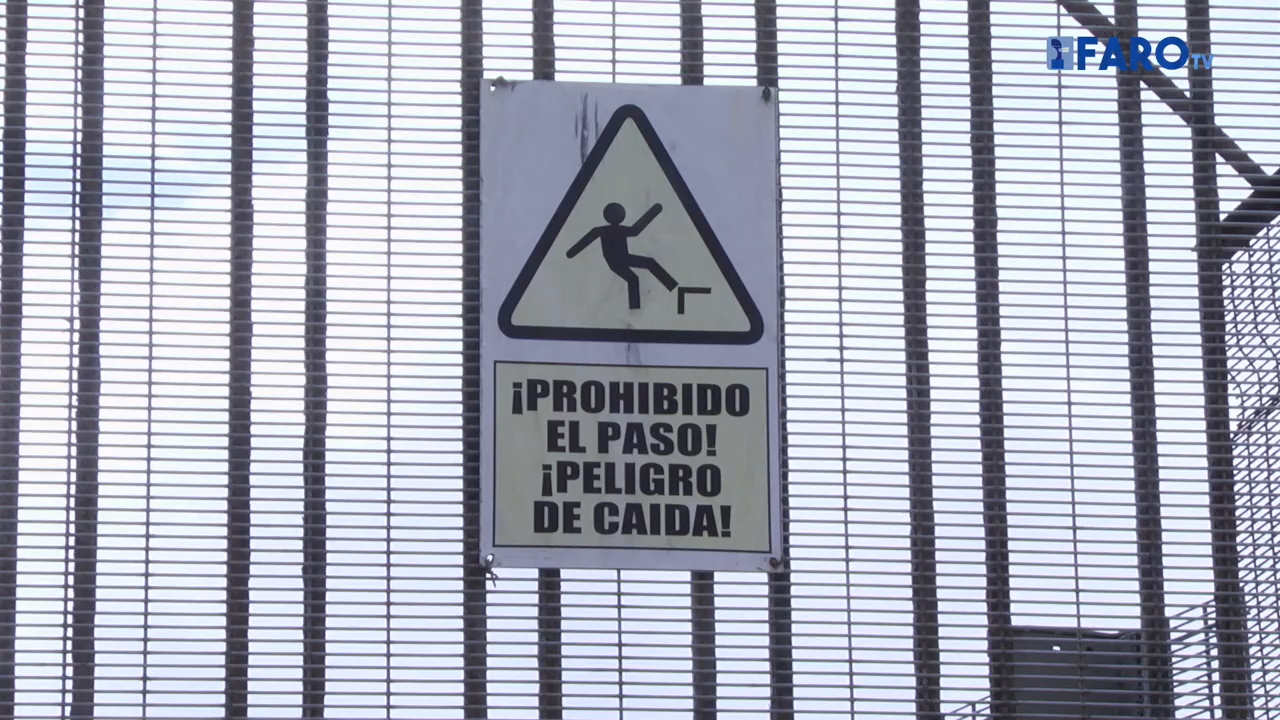 FARO TV
¡PROHIBIDO
EL PASO!
¡PELIGRO
DE CAIDA!